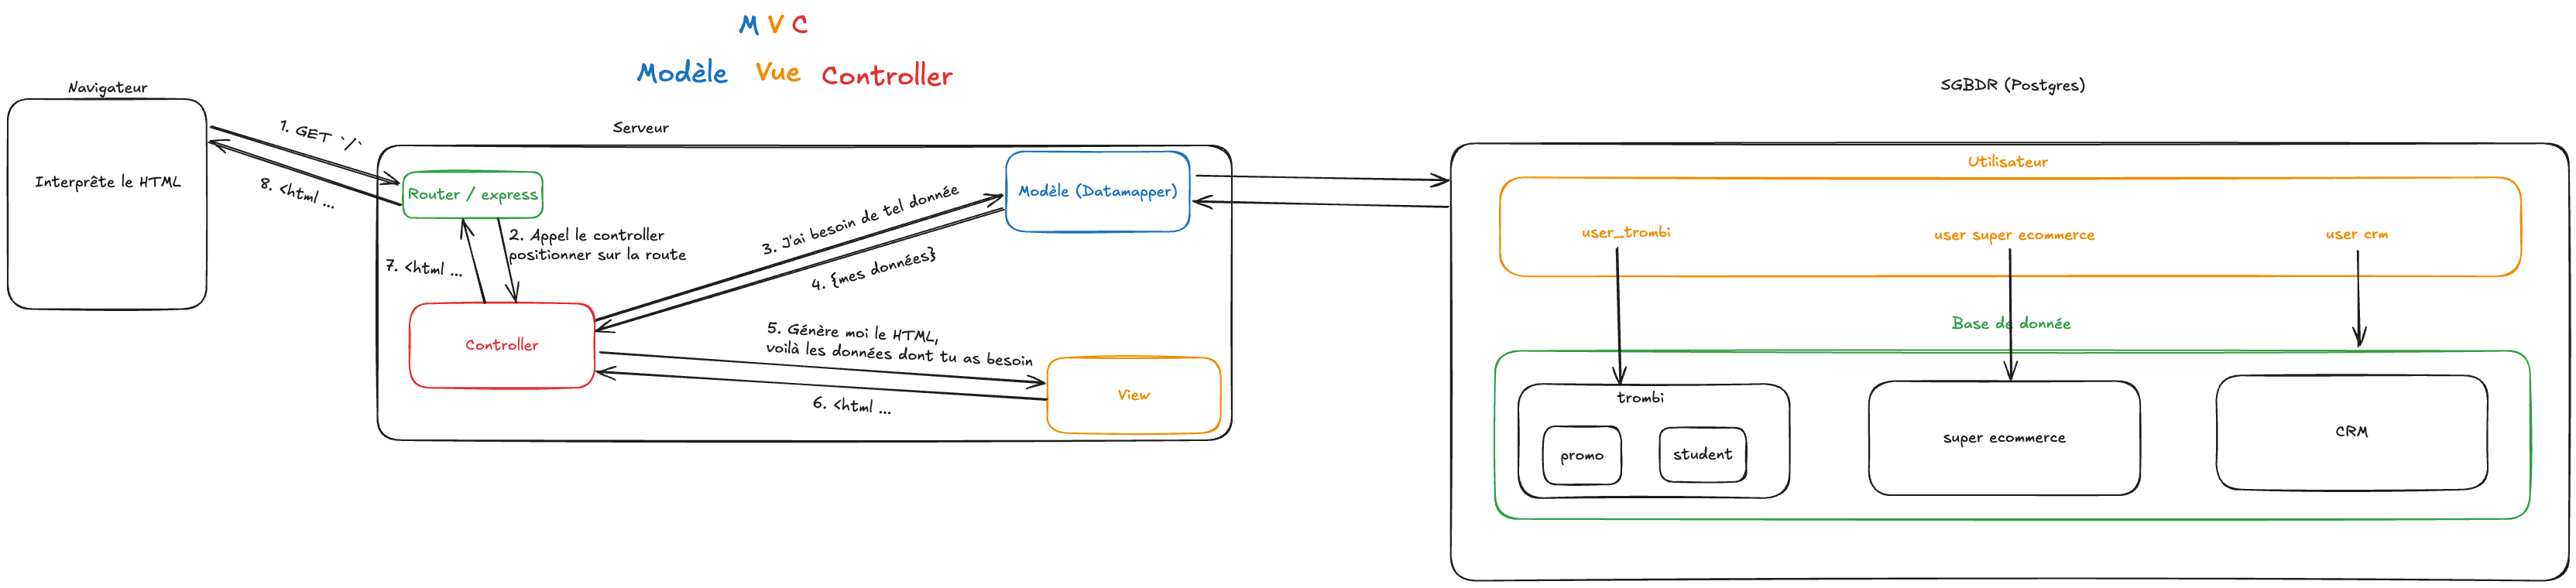 M V C
Modèle Vue Controller
Navigateur
Interprête le HTML
1. GET `/`
8. <html ...
Serveur
Router / express
2. Appel le controller
positionner sur la route
7. <html ...
Controller
3. J'ai besoin de tel donnée
4. {mes données}
Modèle (Datamapper)
5. Génère moi le HTML,
voilà les données dont tu as besoin
6. <html ...
View
SGBDR (Postgres)
Utilisateur
user_trombi
user super ecommerce
user crm
Base de donnée
trombi
promo
student
super ecommerce
CRM